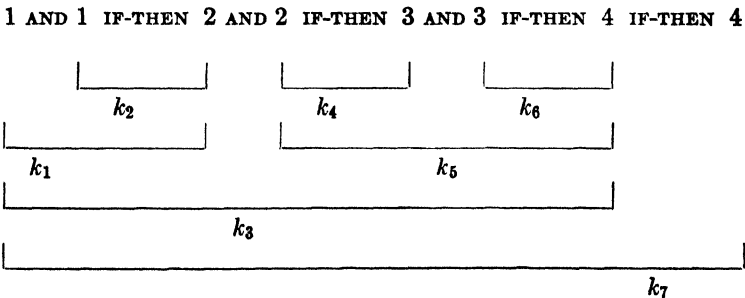 1 AND 1 IF-THEN 2 AND 2 IF-THEN 3 AND 3 IF-THEN 4 IF-THEN 4
k₂ k₄ k₆
k₁ k₅
k₃
k₇